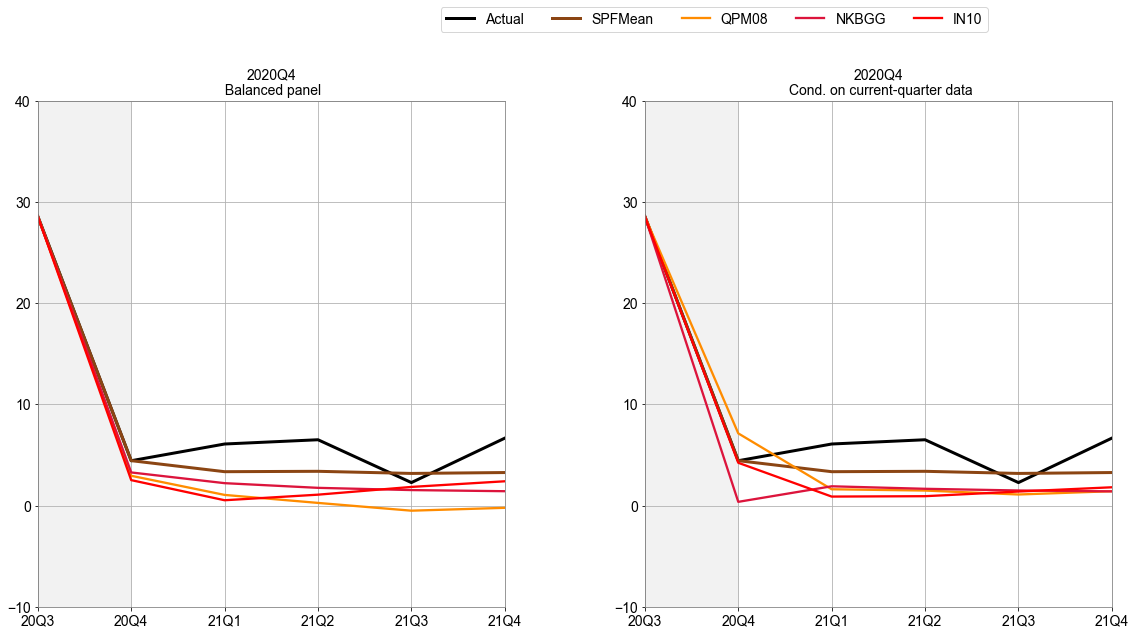 Actual SPFMean QPM08 NKBGG IN10
2020Q4
Balanced panel
40
30
20
10
0
−10
20Q3 20Q4 21Q1 21Q2 21Q3 21Q4
2020Q4
Cond. on current-quarter data
40
30
20
10
0
−10
20Q3 20Q4 21Q1 21Q2 21Q3 21Q4